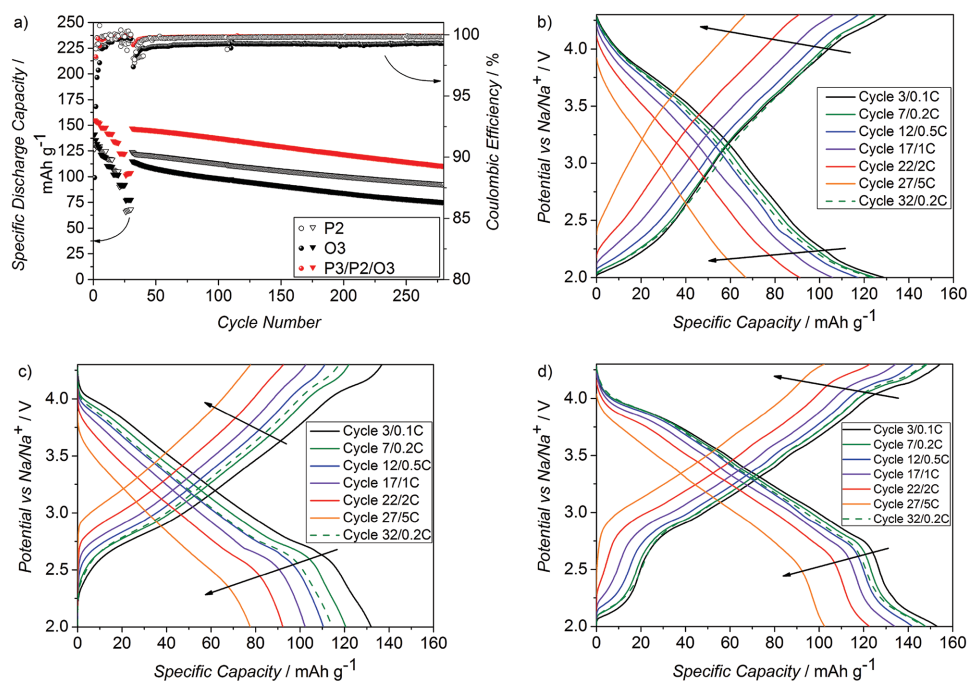 a)
Specific Discharge Capacity /
mAh g-1
250
225
200
175
150
125
100
75
50
25
0
0 50 100 150 200 250
Cycle Number
100
95
90
85
80
Coulombic Efficiency / %
P2
O3
P3/P2/O3
b)
Potential vs Na/Na+ / V
4.0
3.5
3.0
2.5
2.0
0 20 40 60 80 100 120 140 160
Specific Capacity / mAh g-1
Cycle 3/0.1C
Cycle 7/0.2C
Cycle 12/0.5C
Cycle 17/1C
Cycle 22/2C
Cycle 27/5C
Cycle 32/0.2C
c)
Potential vs Na/Na+ / V
4.0
3.5
3.0
2.5
2.0
0 20 40 60 80 100 120 140 160
Specific Capacity / mAh g-1
Cycle 3/0.1C
Cycle 7/0.2C
Cycle 12/0.5C
Cycle 17/1C
Cycle 22/2C
Cycle 27/5C
Cycle 32/0.2C
d)
Potential vs Na/Na+ / V
4.0
3.5
3.0
2.5
2.0
0 20 40 60 80 100 120 140 160
Specific Capacity / mAh g-1
Cycle 3/0.1C
Cycle 7/0.2C
Cycle 12/0.5C
Cycle 17/1C
Cycle 22/2C
Cycle 27/5C
Cycle 32/0.2C